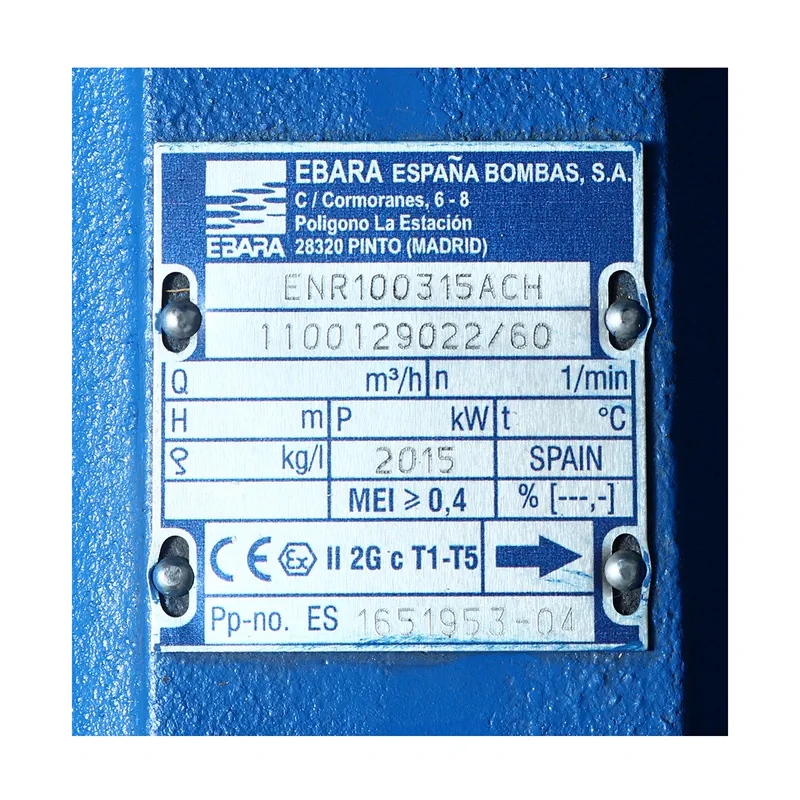 EBARA ESPAÑA BOMBAS, S.A.
C / Cormoranes, 6 - 8
Poligono La Estación
28320 PINTO (MADRID)
EBARA
ENR100315ACH
1100129022/60
Q m³/h n 1/min
H m P kW t °C
kg/l 2015 SPAIN
MEI ≥ 0,4 % [---,-]
CE Ex II 2G c T1-T5
Pp-no. ES 1651953-04